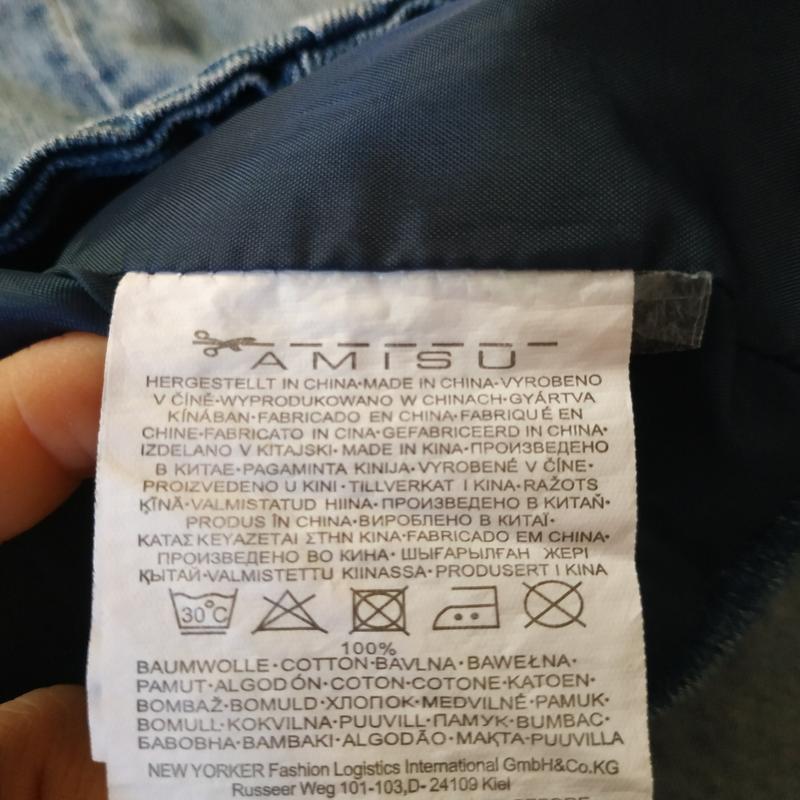 AMISU
HERGESTELLT IN CHINA•MADE IN CHINA•VYROBENO
V ČÍNĚ•WYPRODUKOWANO W CHINACH•GYÁRTVA
KÍNÁBAN•FABRICADO EN CHINA•FABRIQUÉ EN
CHINE•FABRICATO IN CINA•GEFABRICEERD IN CHINA•
IZDELANO V KITAJSKI•MADE IN KINA•ПРОИЗВЕДЕНО
В КИТАЕ•PAGAMINTA KINIJA•VYROBENÉ V ČÍNE•
PROIZVEDENO U KINI•TILLVERKAT I KINA•RAŽOTS
ĶĪNĀ•VALMISTATUD HIINA•ПРОИЗВЕДЕНО В КИТАЙ•
PRODUS ÎN CHINA•ВИРОБЛЕНО В КИТАЇ•
ΚΑΤΑΣΚΕΥΑΖΕΤΑΙ ΣΤΗΝ ΚΙΝΑ•FABRICADO EM CHINA•
ПРОИЗВЕДЕНО ВО КИНА•ШЫҒАРЫЛҒАН ЖЕРІ
ҚЫТАЙ•VALMISTETTU KIINASSA•PRODUSERT I KINA
30°C
100%
BAUMWOLLE•COTTON•BAVLNA•BAWEŁNA•
PAMUT•ALGODÓN•COTON•COTONE•KATOEN•
BOMBAŽ•BOMULD•ХЛОПОК•MEDVILNĖ•PAMUK•
BOMULL•KOKVILNA•PUUVILL•ПАМУК•BUMBAC•
БАВОВНА•ΒΑΜΒΑΚΙ•ALGODÃO•МАҚТА•PUUVILLA
NEW YORKER Fashion Logistics International GmbH&Co.KG
Russeer Weg 101-103,D- 24109 Kiel